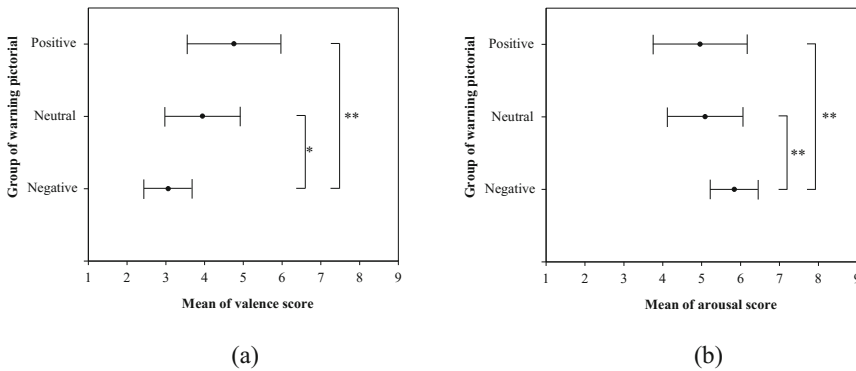 Group of warning pictorial
Positive
Neutral
Negative
**
*
1 2 3 4 5 6 7 8 9
Mean of valence score
(a)
Group of warning pictorial
Positive
Neutral
Negative
**
**
1 2 3 4 5 6 7 8 9
Mean of arousal score
(b)